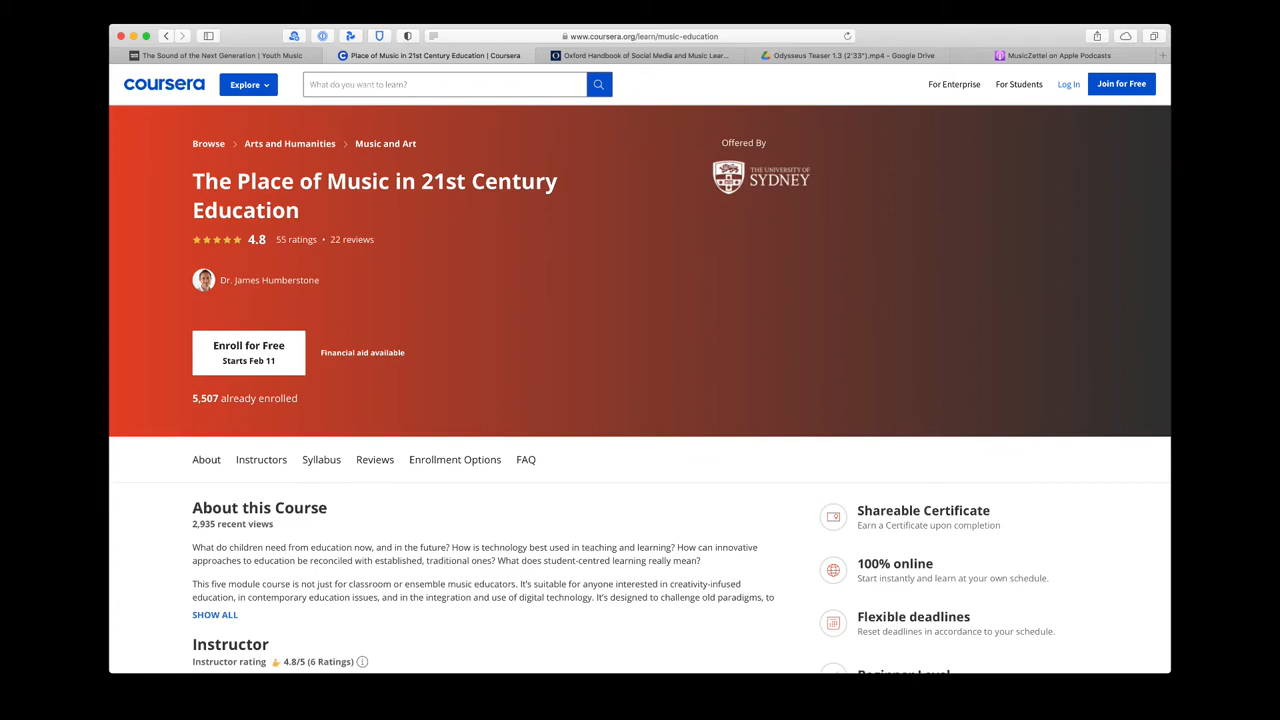 www.coursera.org/learn/music-education
The Sound of the Next Generation | Youth Music
Place of Music in 21st Century Education | Coursera
Oxford Handbook of Social Media and Music Lear...
Odysseus Teaser 1.3 (2'33").mp4 – Google Drive
MusicZettel on Apple Podcasts
coursera
Explore
What do you want to learn?
For Enterprise
For Students
Log In
Join for Free
Browse > Arts and Humanities > Music and Art
Offered By
THE UNIVERSITY OF
SYDNEY
The Place of Music in 21st Century
Education
4.8 55 ratings • 22 reviews
Dr. James Humberstone
Enroll for Free
Starts Feb 11
Financial aid available
5,507 already enrolled
About Instructors Syllabus Reviews Enrollment Options FAQ
About this Course
2,935 recent views
What do children need from education now, and in the future? How is technology best used in teaching and learning? How can innovative
approaches to education be reconciled with established, traditional ones? What does student-centred learning really mean?
This five module course is not just for classroom or ensemble music educators. It's suitable for anyone interested in creativity-infused
education, in contemporary education issues, and in the integration and use of digital technology. It's designed to challenge old paradigms, to
SHOW ALL
Instructor
Instructor rating 4.8/5 (6 Ratings)
Shareable Certificate
Earn a Certificate upon completion
100% online
Start instantly and learn at your own schedule.
Flexible deadlines
Reset deadlines in accordance to your schedule.
Beginner Level